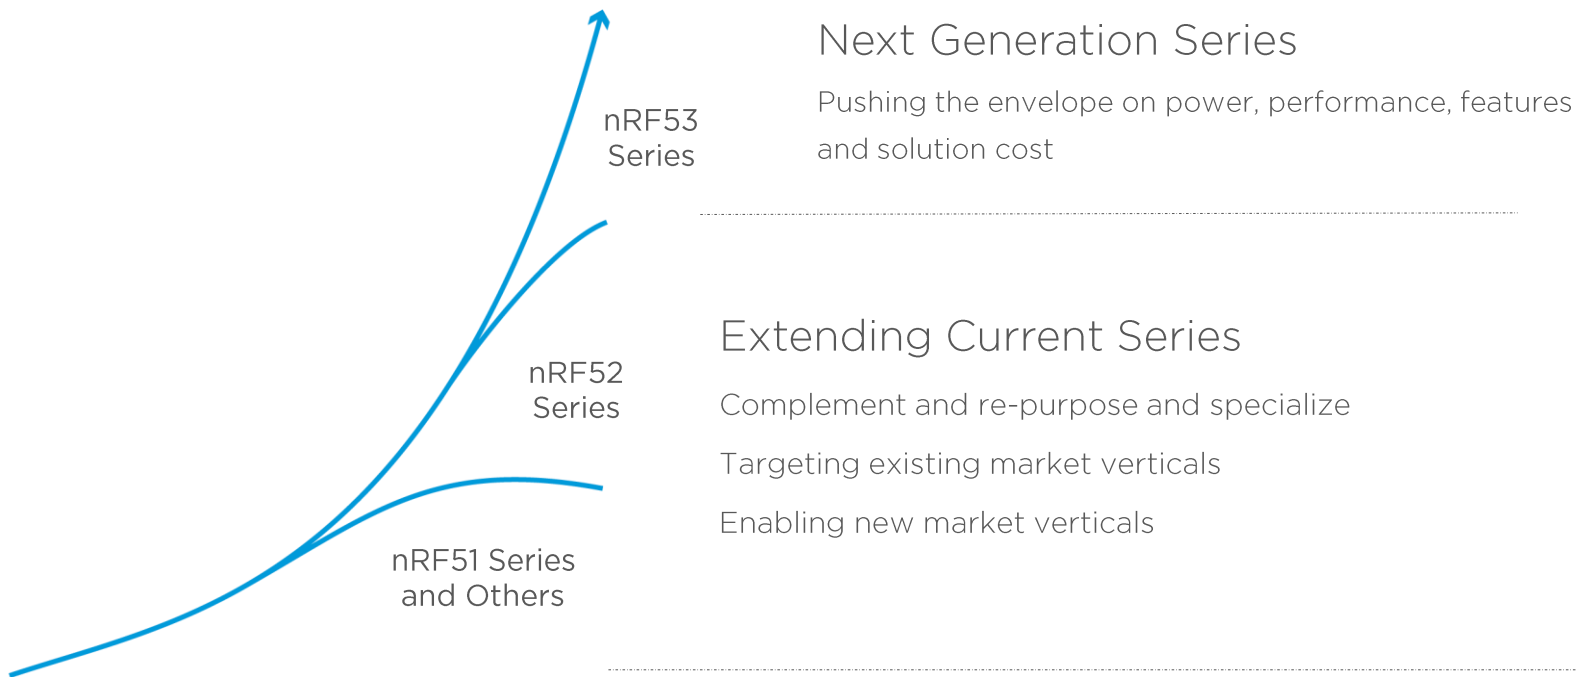 Next Generation Series
Pushing the envelope on power, performance, features
and solution cost
nRF53
Series
Extending Current Series
Complement and re-purpose and specialize
Targeting existing market verticals
Enabling new market verticals
nRF52
Series
nRF51 Series
and Others